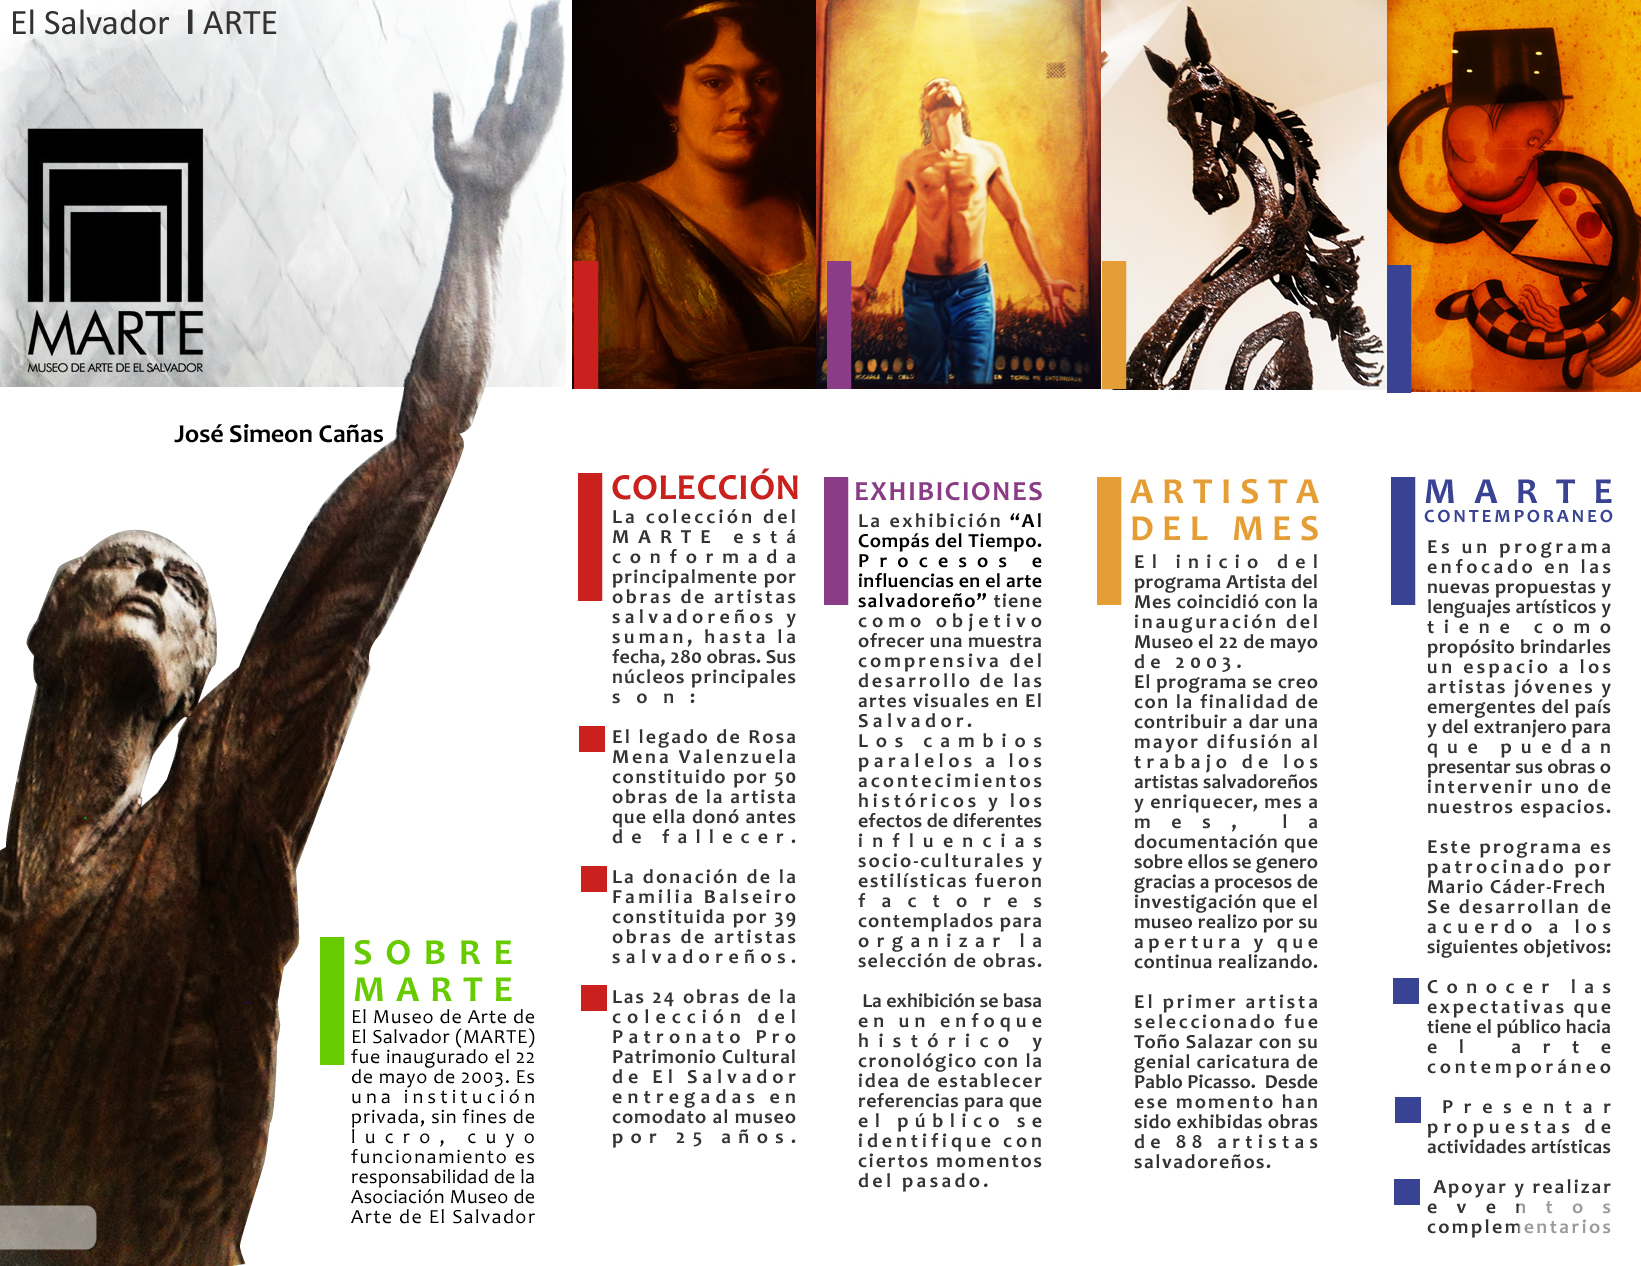 El Salvador | ARTE
MARTE
MUSEO DE ARTE DE EL SALVADOR
José Simeon Cañas
SOBRE
MARTE
El Museo de Arte de
El Salvador (MARTE)
fue inaugurado el 22
de mayo de 2003. Es
una institución
privada, sin fines de
lucro, cuyo
funcionamiento es
responsabilidad de la
Asociación Museo de
Arte de El Salvador
COLECCIÓN
La colección del
MARTE está
conformada
principalmente por
obras de artistas
salvadoreños y
suman, hasta la
fecha, 280 obras. Sus
núcleos principales
son:
El legado de Rosa
Mena Valenzuela
constituido por 50
obras de la artista
que ella donó antes
de fallecer.
La donación de la
Familia Balseiro
constituida por 39
obras de artistas
salvadoreños.
Las 24 obras de la
colección del
Patronato Pro
Patrimonio Cultural
de El Salvador
entregadas en
comodato al museo
por 25 años.
EXHIBICIONES
La exhibición “Al
Compás del Tiempo.
Procesos e
influencias en el arte
salvadoreño” tiene
como objetivo
ofrecer una muestra
comprensiva del
desarrollo de las
artes visuales en El
Salvador.
Los cambios
paralelos a los
acontecimientos
históricos y los
efectos de diferentes
influencias
socio-culturales y
estilísticas fueron
factores
contemplados para
organizar la
selección de obras.
La exhibición se basa
en un enfoque
histórico y
cronológico con la
idea de establecer
referencias para que
el público se
identifique con
ciertos momentos
del pasado.
ARTISTA
DEL MES
El inicio del
programa Artista del
Mes coincidió con la
inauguración del
Museo el 22 de mayo
de 2003.
El programa se creo
con la finalidad de
contribuir a dar una
mayor difusión al
trabajo de los
artistas salvadoreños
y enriquecer, mes a
mes, la
documentación que
sobre ellos se genero
gracias a procesos de
investigación que el
museo realizo por su
apertura y que
continua realizando.
El primer artista
seleccionado fue
Toño Salazar con su
genial caricatura de
Pablo Picasso. Desde
ese momento han
sido exhibidas obras
de 88 artistas
salvadoreños.
MARTE
CONTEMPORANEO
Es un programa
enfocado en las
nuevas propuestas y
lenguajes artísticos y
tiene como
propósito brindarles
un espacio a los
artistas jóvenes y
emergentes del país
y del extranjero para
que puedan
presentar sus obras o
intervenir uno de
nuestros espacios.
Este programa es
patrocinado por
Mario Cáder-Frech
Se desarrollan de
acuerdo a los
siguientes objetivos:
Conocer las
expectativas que
tiene el público hacia
el arte
contemporáneo
Presentar
propuestas de
actividades artísticas
Apoyar y realizar
eventos
complementarios